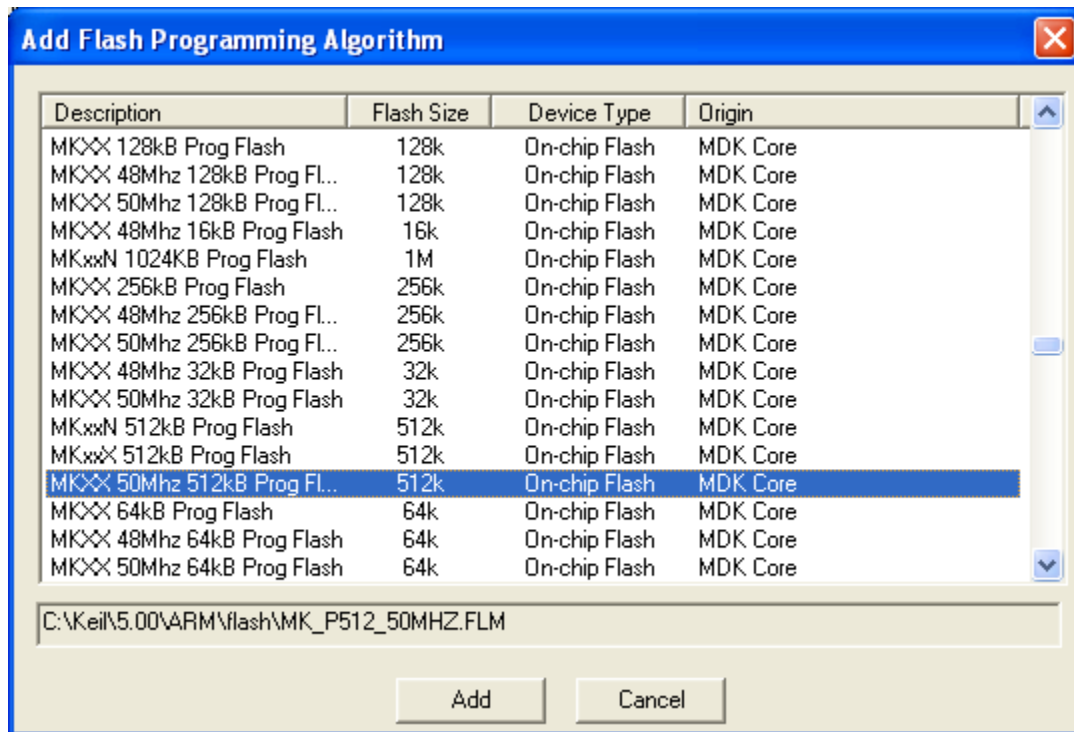 Add Flash Programming Algorithm
Description Flash Size Device Type Origin
MKXX 128kB Prog Flash 128k On-chip Flash MDK Core
MKXX 48Mhz 128kB Prog Fl... 128k On-chip Flash MDK Core
MKXX 50Mhz 128kB Prog Fl... 128k On-chip Flash MDK Core
MKXX 48Mhz 16kB Prog Flash 16k On-chip Flash MDK Core
MKxxN 1024KB Prog Flash 1M On-chip Flash MDK Core
MKXX 256kB Prog Flash 256k On-chip Flash MDK Core
MKXX 48Mhz 256kB Prog Fl... 256k On-chip Flash MDK Core
MKXX 50Mhz 256kB Prog Fl... 256k On-chip Flash MDK Core
MKXX 48Mhz 32kB Prog Flash 32k On-chip Flash MDK Core
MKXX 50Mhz 32kB Prog Flash 32k On-chip Flash MDK Core
MKxxN 512kB Prog Flash 512k On-chip Flash MDK Core
MKxxX 512kB Prog Flash 512k On-chip Flash MDK Core
MKXX 50Mhz 512kB Prog Fl... 512k On-chip Flash MDK Core
MKXX 64kB Prog Flash 64k On-chip Flash MDK Core
MKXX 48Mhz 64kB Prog Flash 64k On-chip Flash MDK Core
MKXX 50Mhz 64kB Prog Flash 64k On-chip Flash MDK Core
C:\Keil\5.00\ARM\flash\MK_P512_50MHZ.FLM
Add Cancel